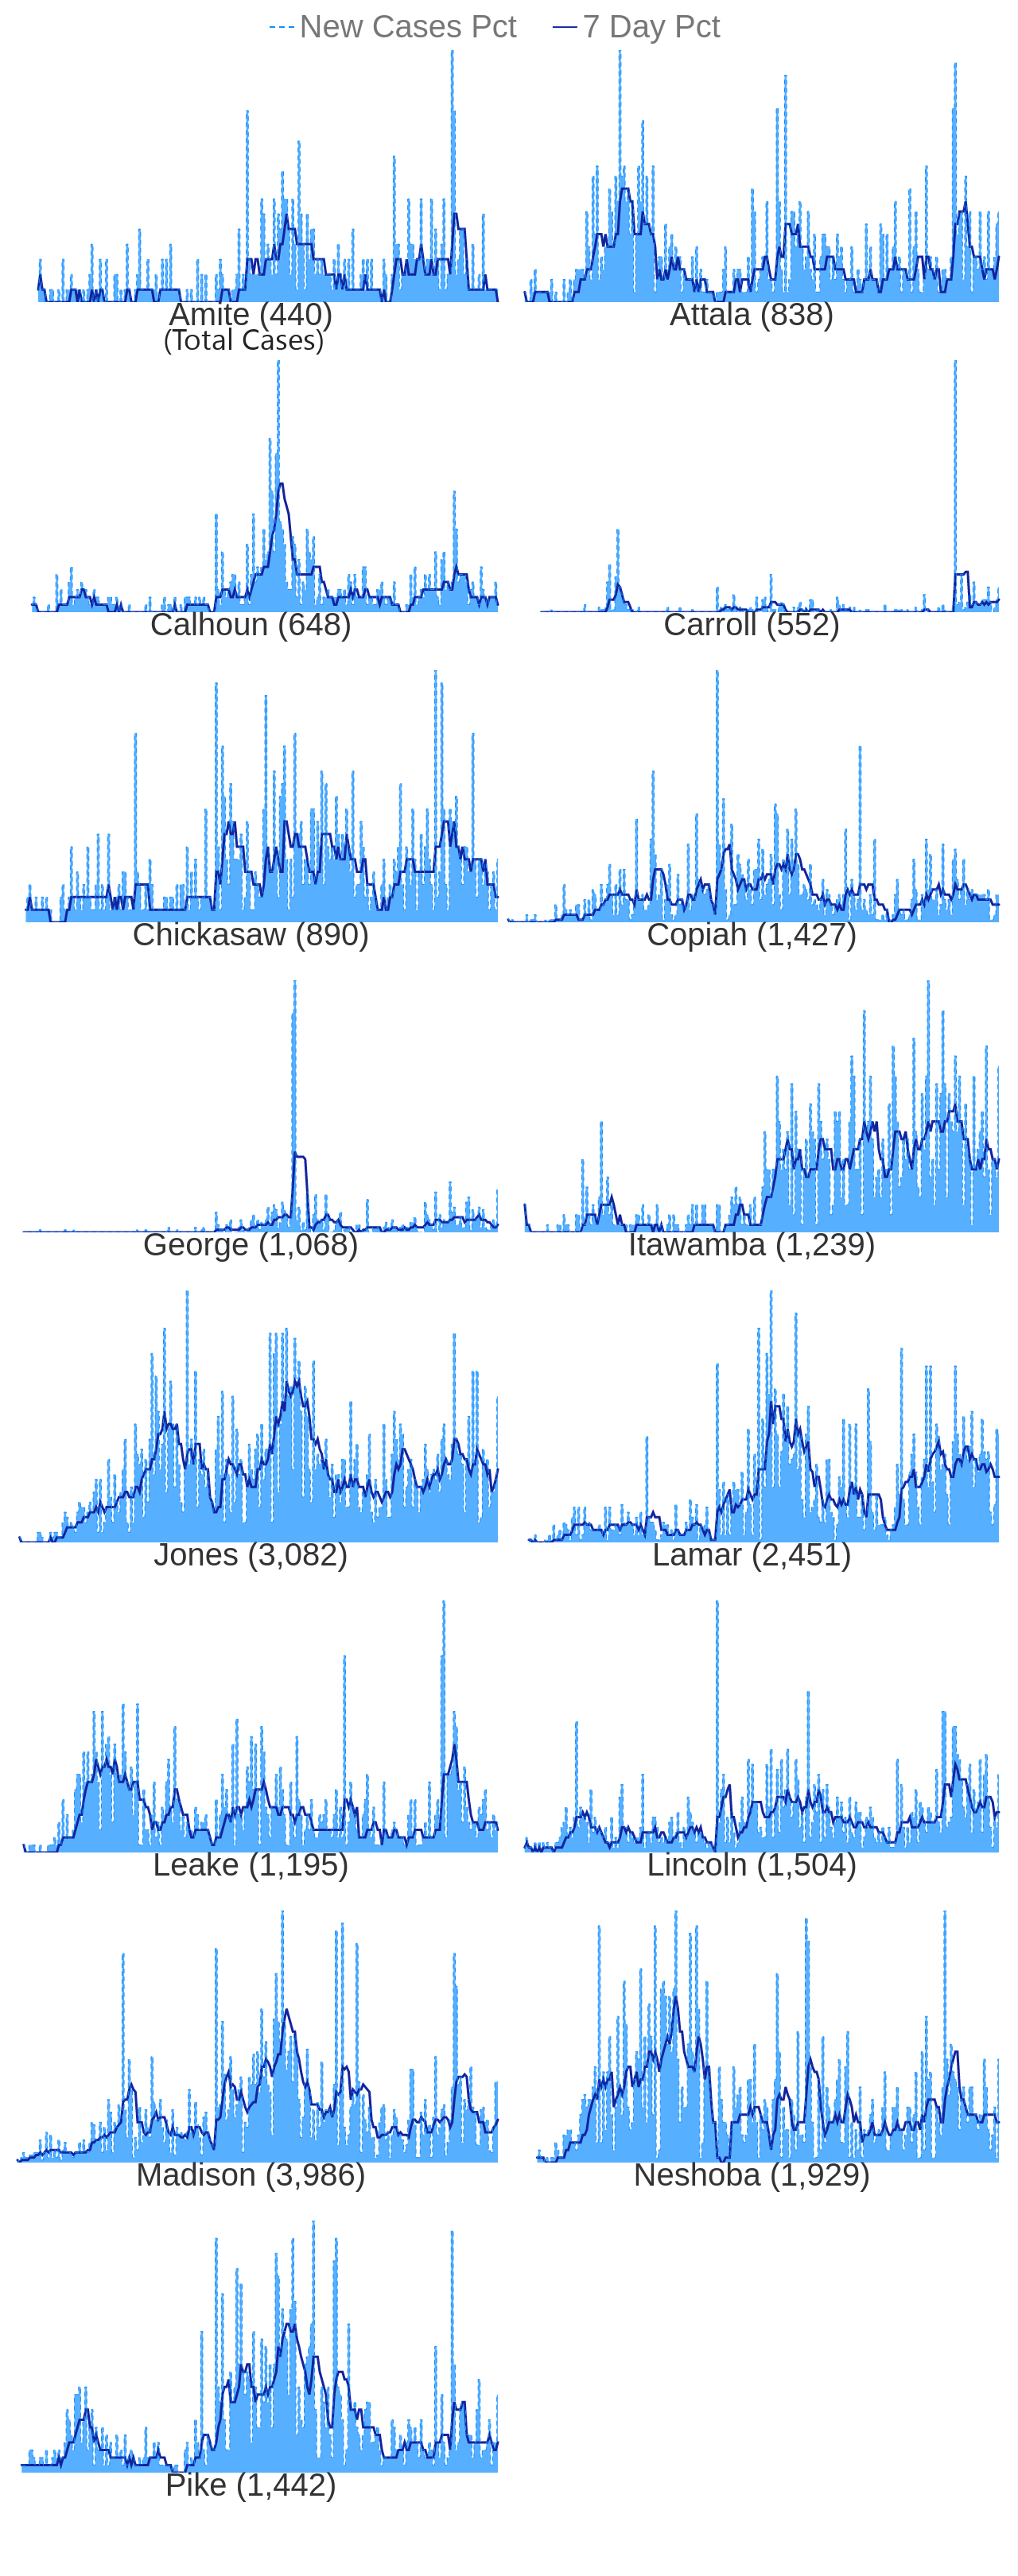 New Cases Pct 7 Day Pct
Amite (440) Attala (838)
(Total Cases)
Calhoun (648) Carroll (552)
Chickasaw (890) Copiah (1,427)
George (1,068) Itawamba (1,239)
Jones (3,082) Lamar (2,451)
Leake (1,195) Lincoln (1,504)
Madison (3,986) Neshoba (1,929)
Pike (1,442)